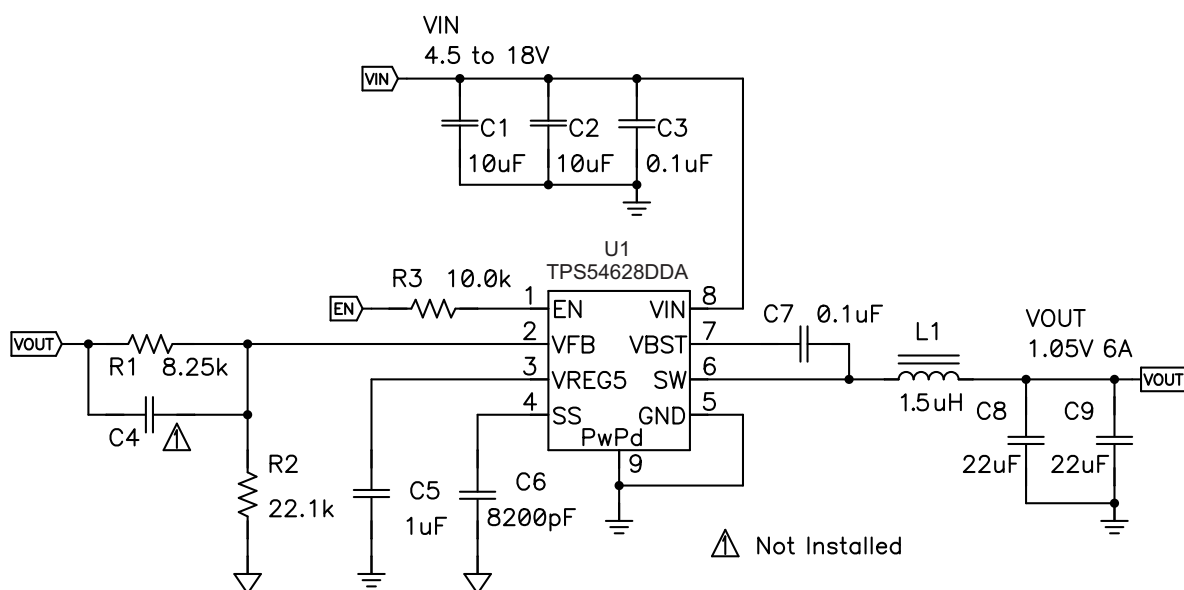 VIN
4.5 to 18V
VIN
C1
C2
C3
10uF
10uF
0.1uF
U1
TPS54628DDA
R3 10.0k
EN
1
EN
VIN
8
C7
0.1uF
VOUT
R1
8.25k
2
VFB
VBST
7
L1
VOUT
1.05V 6A
3
VREG5
SW
6
1.5uH
VOUT
C4
1
4
SS
GND
5
C8
C9
PwPd
9
22uF
22uF
R2
22.1k
C5
1uF
C6
8200pF
1 Not Installed